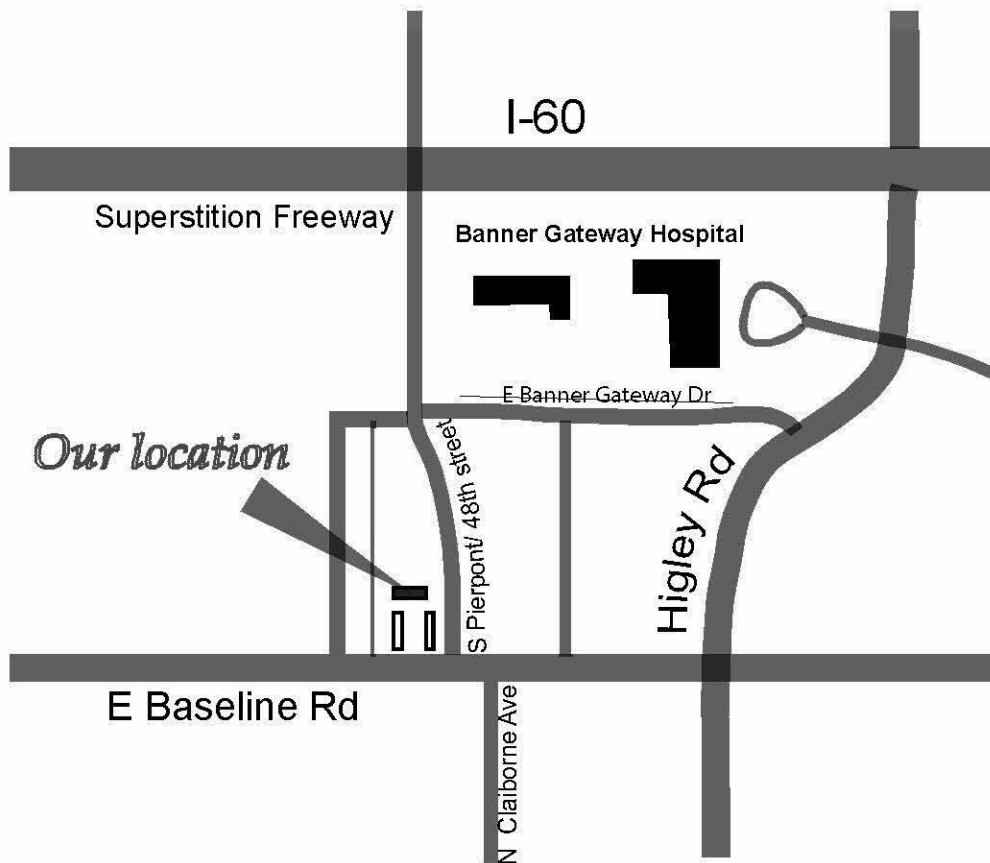 I-60
Superstition Freeway
Banner Gateway Hospital
E Banner Gateway Dr
Our location
S Pierpont/ 48th street
Higley Rd
E Baseline Rd
N Claiborne Ave